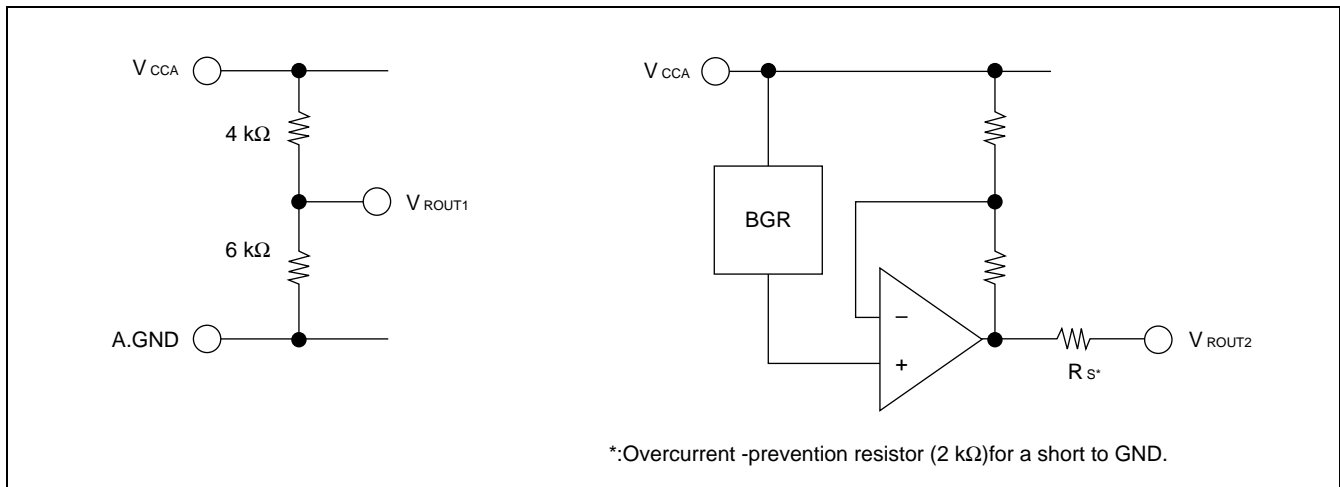 V CCA
4 kΩ
V ROUT1
6 kΩ
A.GND
V CCA
BGR
−
+
V ROUT2
R S*
*:Overcurrent -prevention resistor (2 kΩ)for a short to GND.